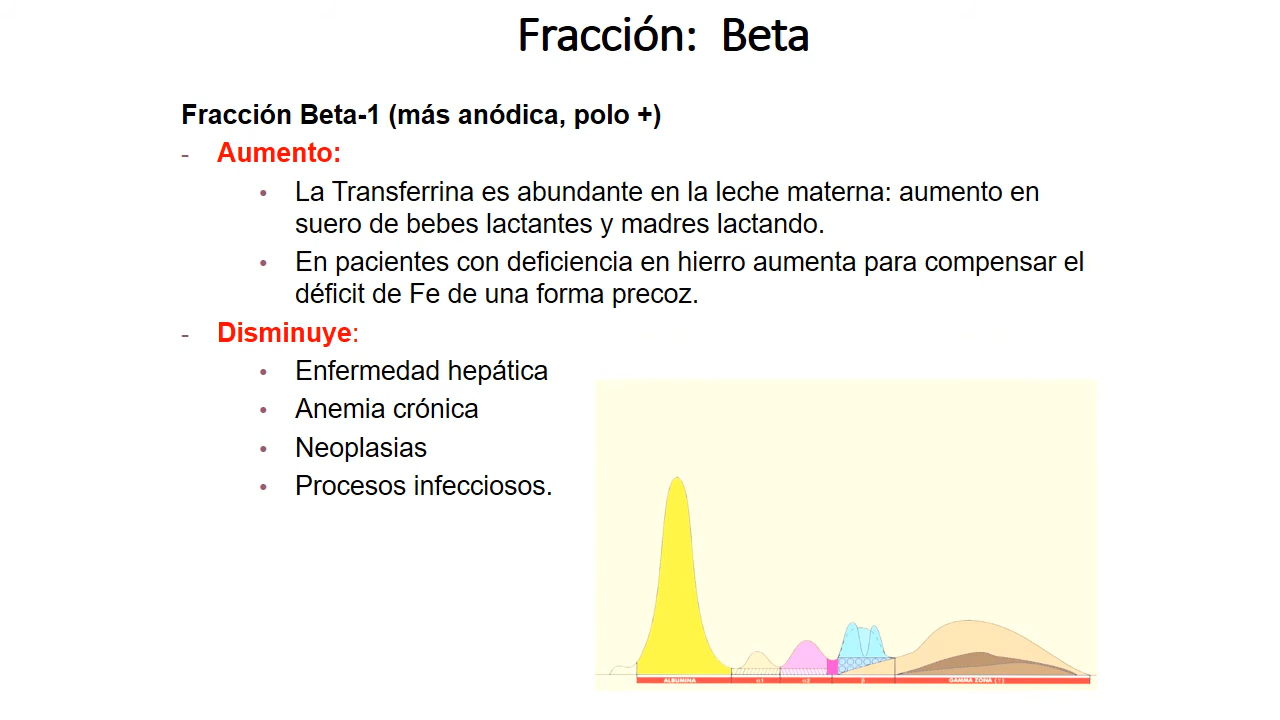 Fracción: Beta
Fracción Beta-1 (más anódica, polo +)
- Aumento:
• La Transferrina es abundante en la leche materna: aumento en
suero de bebes lactantes y madres lactando.
• En pacientes con deficiencia en hierro aumenta para compensar el
déficit de Fe de una forma precoz.
- Disminuye:
• Enfermedad hepática
• Anemia crónica
• Neoplasias
• Procesos infecciosos.
ALBUMINA α1 α2 β GAMMA ZONA (γ)